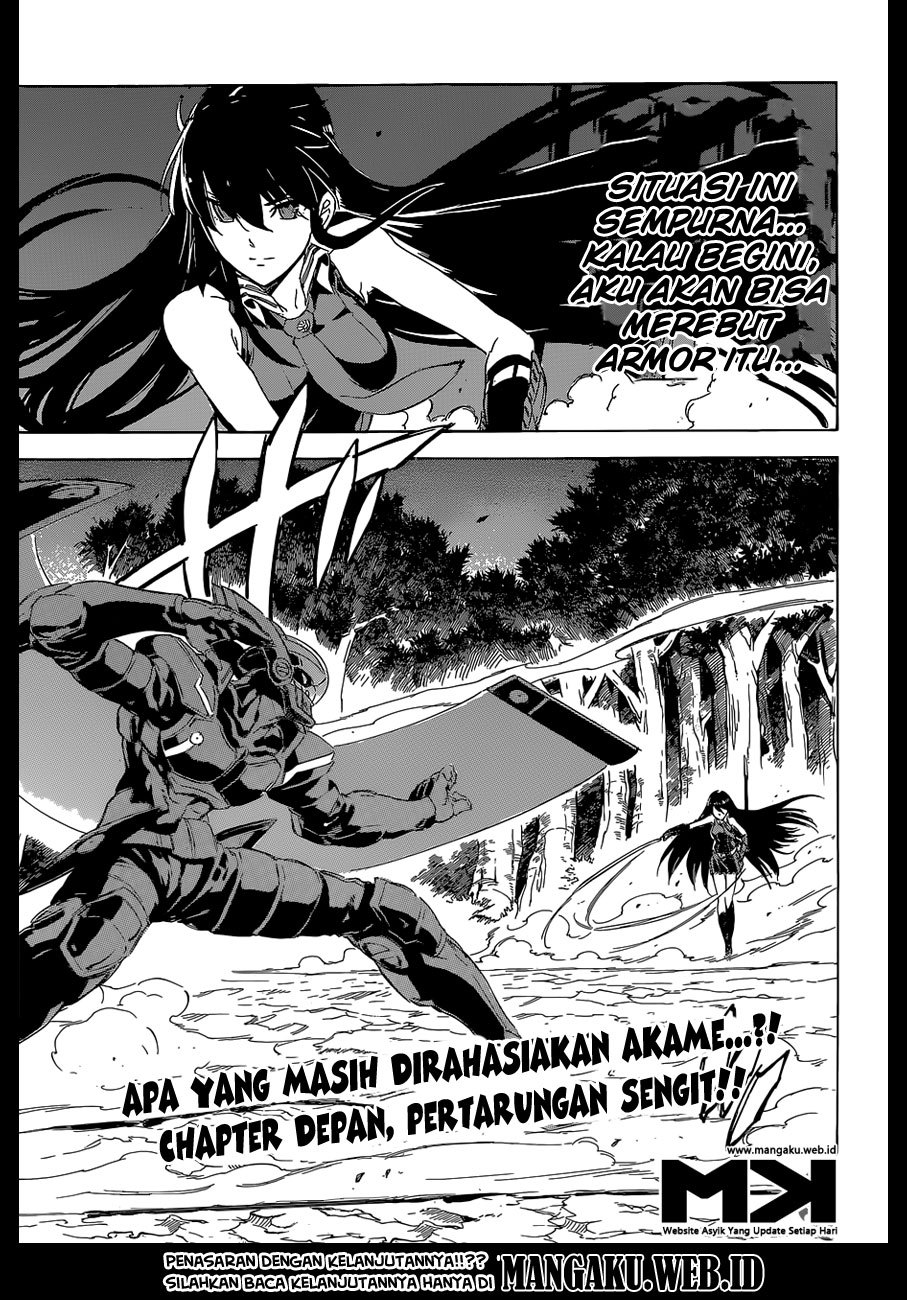 SITUASI INI
SEMPURNA...
KALAU BEGINI,
AKU AKAN BISA
MEREBUT
ARMOR ITU...
APA YANG MASIH DIRAHASIAKAN AKAME...?!
CHAPTER DEPAN, PERTARUNGAN SENGIT!!
www.mangaku.web.id
MK
Website Asyik Yang Update Setiap Hari
PENASARAN DENGAN KELANJUTANNYA!!??
SILAHKAN BACA KELANJUTANNYA HANYA DI
MANGAKU.WEB.ID